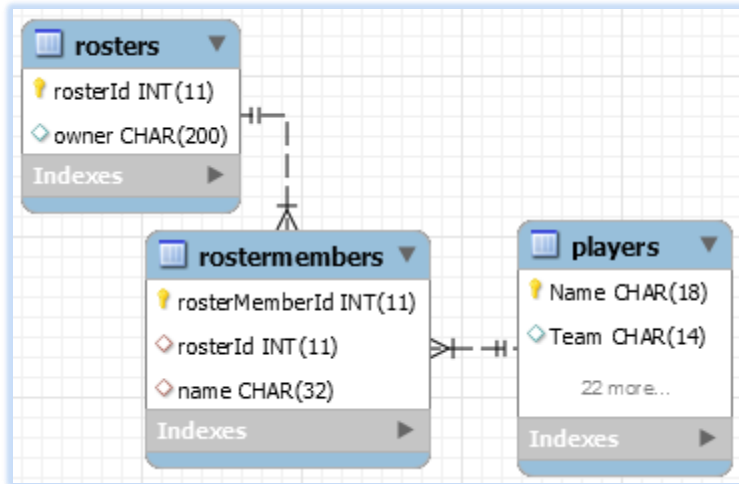 rosters
rosterId INT(11)
owner CHAR(200)
Indexes
rostermembers
rosterMemberId INT(11)
rosterId INT(11)
name CHAR(32)
Indexes
players
Name CHAR(18)
Team CHAR(14)
22 more...
Indexes